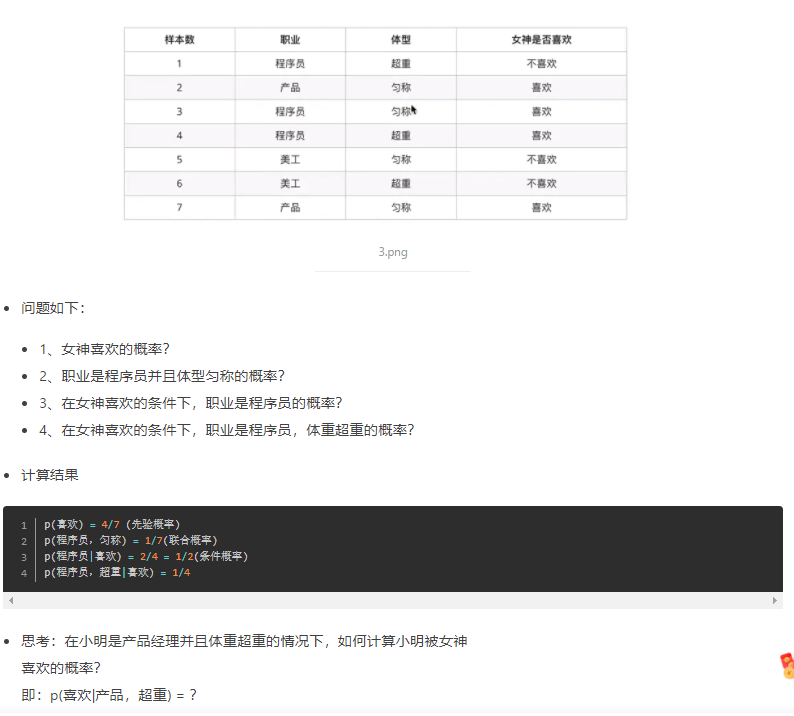 样本数 职业 体型 女神是否喜欢
1 程序员 超重 不喜欢
2 产品 匀称 喜欢
3 程序员 匀称 喜欢
4 程序员 超重 喜欢
5 美工 匀称 不喜欢
6 美工 超重 不喜欢
7 产品 匀称 喜欢
3.png
问题如下：
1、女神喜欢的概率？
2、职业是程序员并且体型匀称的概率？
3、在女神喜欢的条件下，职业是程序员的概率？
4、在女神喜欢的条件下，职业是程序员，体重超重的概率？
计算结果
1 p(喜欢) = 4/7 (先验概率)
2 p(程序员，匀称) = 1/7(联合概率)
3 p(程序员|喜欢) = 2/4 = 1/2(条件概率)
4 p(程序员，超重|喜欢) = 1/4
思考：在小明是产品经理并且体重超重的情况下，如何计算小明被女神
喜欢的概率？
即：p(喜欢|产品，超重) = ？